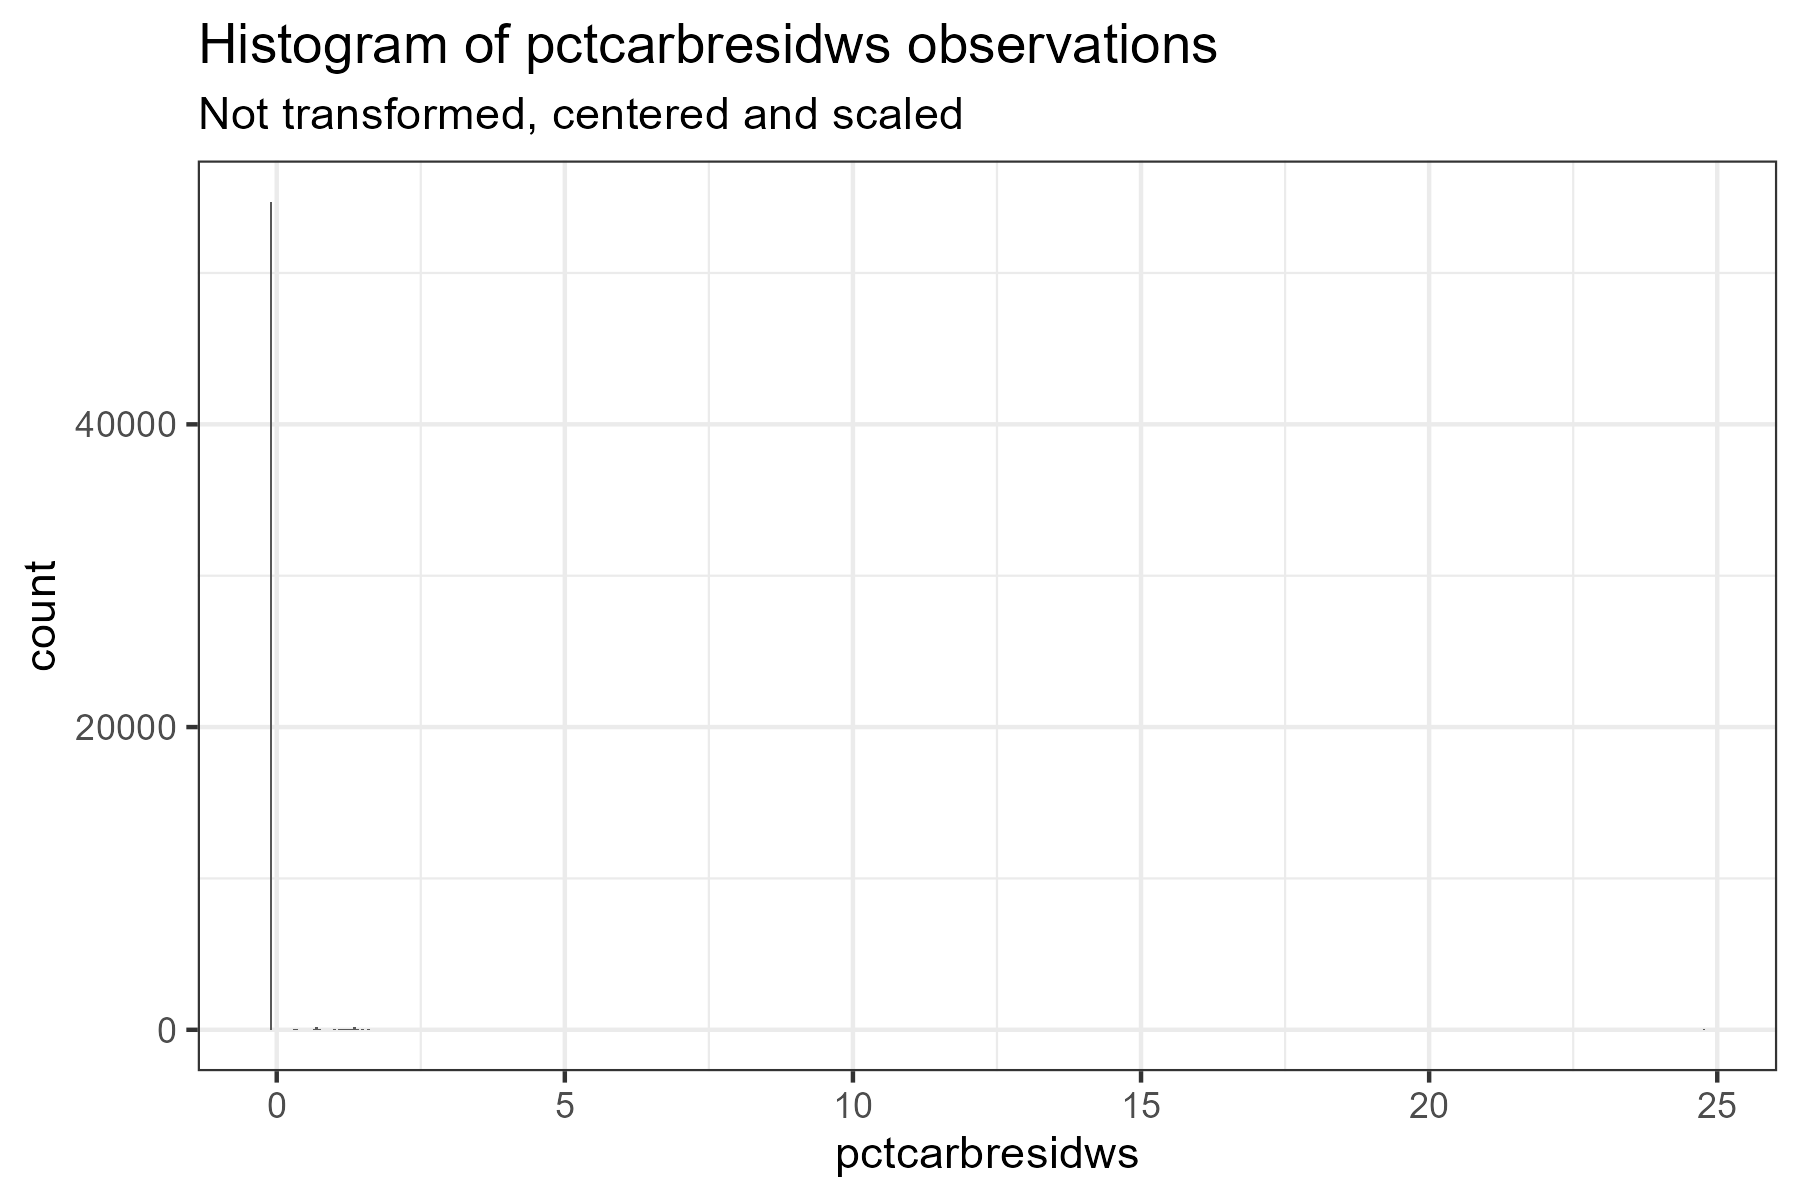 Histogram of pctcarbresidws observations
Not transformed, centered and scaled
count
40000
20000
0
0 5 10 15 20 25
pctcarbresidws